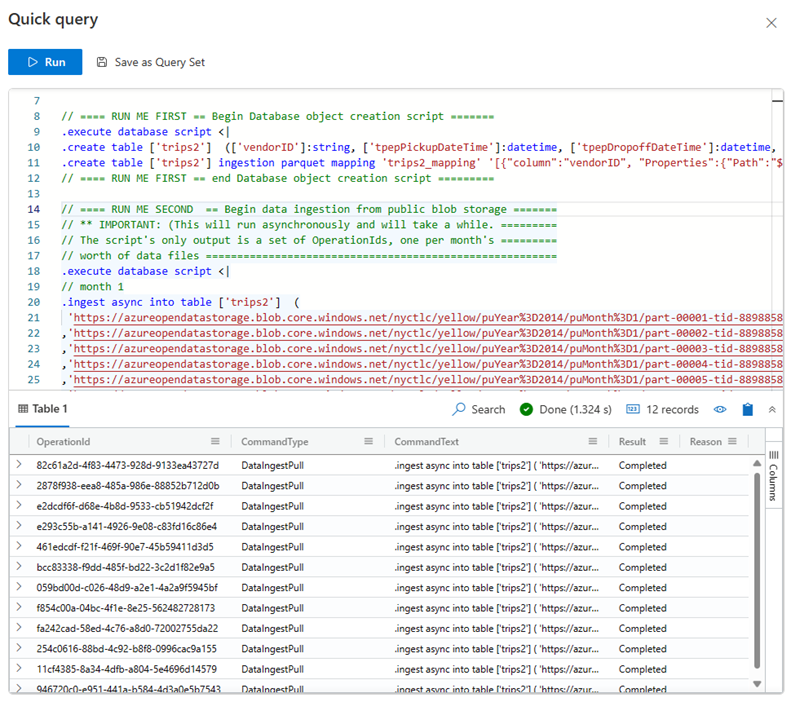 Quick query
Run
Save as Query Set
7
8 // ==== RUN ME FIRST == Begin Database object creation script =======
9 .execute database script <|
10 .create table ['trips2'] (['vendorID']:string, ['tpepPickupDateTime']:datetime, ['tpepDropoffDateTime']:datetime,
11 .create table ['trips2'] ingestion parquet mapping 'trips2_mapping' '[{"column":"vendorID", "Properties":{"Path":"$
12 // ==== RUN ME FIRST == end Database object creation script =========
13
14 // ==== RUN ME SECOND == Begin data ingestion from public blob storage =======
15 // ** IMPORTANT: (This will run asynchronously and will take a while. =========
16 // The script's only output is a set of OperationIds, one per month's =========
17 // worth of data files ======================================================
18 .execute database script <|
19 // month 1
20 .ingest async into table ['trips2'] (
21 'https://azureopendatastorage.blob.core.windows.net/nyctlc/yellow/puYear%3D2014/puMonth%3D1/part-00001-tid-8898858
22 ,'https://azureopendatastorage.blob.core.windows.net/nyctlc/yellow/puYear%3D2014/puMonth%3D1/part-00002-tid-8898858
23 ,'https://azureopendatastorage.blob.core.windows.net/nyctlc/yellow/puYear%3D2014/puMonth%3D1/part-00003-tid-8898858
24 ,'https://azureopendatastorage.blob.core.windows.net/nyctlc/yellow/puYear%3D2014/puMonth%3D1/part-00004-tid-8898858
25 ,'https://azureopendatastorage.blob.core.windows.net/nyctlc/yellow/puYear%3D2014/puMonth%3D1/part-00005-tid-8898858
Table 1 Search Done (1.324 s) 12 records
OperationId CommandType CommandText Result Reason
Columns
82c61a2d-4f83-4473-928d-9133ea43727d DataIngestPull .ingest async into table ['trips2'] ( 'https://azur... Completed
2878f938-eea8-485a-986e-88852b712d0b DataIngestPull .ingest async into table ['trips2'] ( 'https://azur... Completed
e2dcdf6f-d68e-4b8d-9533-cb51942dcf2f DataIngestPull .ingest async into table ['trips2'] ( 'https://azur... Completed
e293c55b-a141-4926-9e08-c83fd16c86e4 DataIngestPull .ingest async into table ['trips2'] ( 'https://azur... Completed
461edcdf-f21f-469f-90e7-45b59411d3d5 DataIngestPull .ingest async into table ['trips2'] ( 'https://azur... Completed
bcc83338-f9dd-485f-bd22-3c2d1f82e9a5 DataIngestPull .ingest async into table ['trips2'] ( 'https://azur... Completed
059bd00d-c026-48d9-a2e1-4a2a9f5945bf DataIngestPull .ingest async into table ['trips2'] ( 'https://azur... Completed
f854c00a-04bc-4f1e-8e25-562482728173 DataIngestPull .ingest async into table ['trips2'] ( 'https://azur... Completed
fa242cad-58ed-4c76-a8d0-72002755da22 DataIngestPull .ingest async into table ['trips2'] ( 'https://azur... Completed
254c0616-88bd-4c92-b8f8-0996cac9a155 DataIngestPull .ingest async into table ['trips2'] ( 'https://azur... Completed
11cf4385-8a34-4dfb-a804-5e4696d14579 DataIngestPull .ingest async into table ['trips2'] ( 'https://azur... Completed
946720c0-e951-441a-b584-4d3a0e5b7543 DataIngestPull .ingest async into table ['trips2'] ( 'https://azur... Completed